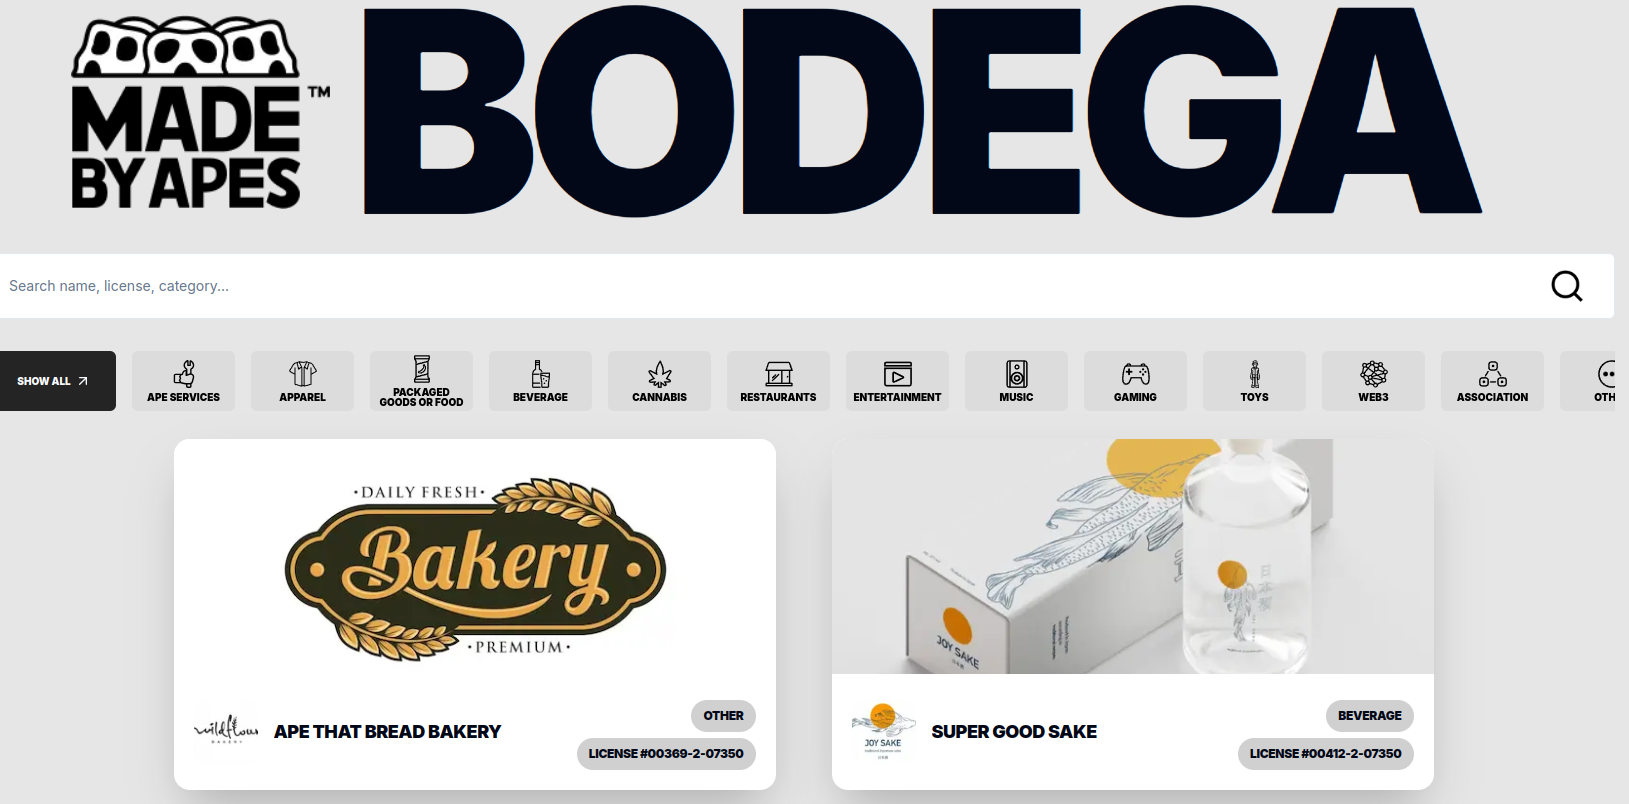 MADE
BY APES
™
BODEGA
Search name, license, category...
SHOW ALL
APE SERVICES
APPAREL
PACKAGED
GOODS OR FOOD
BEVERAGE
CANNABIS
RESTAURANTS
ENTERTAINMENT
MUSIC
GAMING
TOYS
WEB3
ASSOCIATION
OTH
·DAILY FRESH·
Bakery
·PREMIUM·
wildflour
BAKERY
APE THAT BREAD BAKERY
OTHER
LICENSE #00369-2-07350
JOY SAKE
JOY SAKE
SUPER GOOD SAKE
BEVERAGE
LICENSE #00412-2-07350